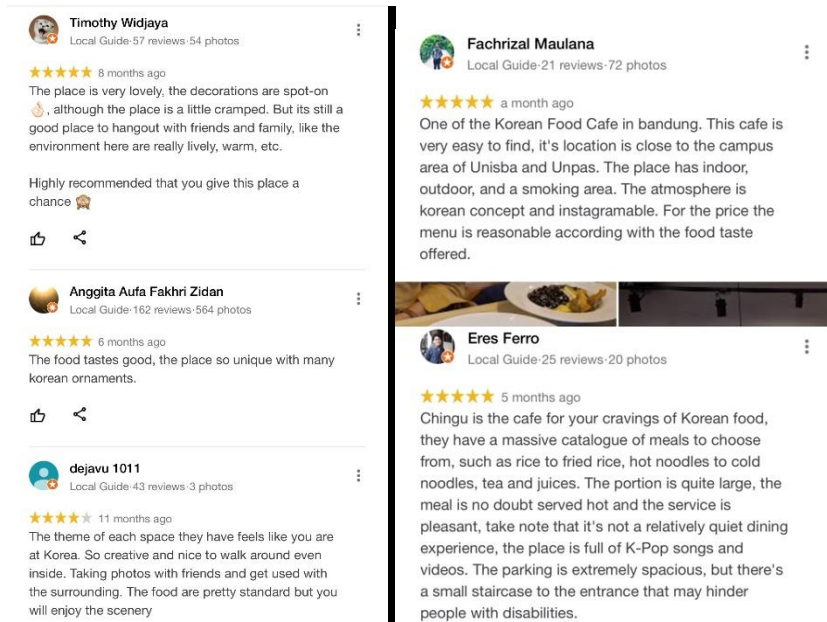 Timothy Widjaya
Local Guide·57 reviews·54 photos
★★★★★ 8 months ago
The place is very lovely, the decorations are spot-on
👌🏻, although the place is a little cramped. But its still a
good place to hangout with friends and family, like the
environment here are really lively, warm, etc.
Highly recommended that you give this place a
chance 🙈
Anggita Aufa Fakhri Zidan
Local Guide·162 reviews·564 photos
★★★★★ 6 months ago
The food tastes good, the place so unique with many
korean ornaments.
dejavu 1011
Local Guide·43 reviews·3 photos
★★★★★ 11 months ago
The theme of each space they have feels like you are
at Korea. So creative and nice to walk around even
inside. Taking photos with friends and get used with
the surrounding. The food are pretty standard but you
will enjoy the scenery
Fachrizal Maulana
Local Guide·21 reviews·72 photos
★★★★★ a month ago
One of the Korean Food Cafe in bandung. This cafe is
very easy to find, it's location is close to the campus
area of Unisba and Unpas. The place has indoor,
outdoor, and a smoking area. The atmosphere is
korean concept and instagramable. For the price the
menu is reasonable according with the food taste
offered.
Eres Ferro
Local Guide·25 reviews·20 photos
★★★★★ 5 months ago
Chingu is the cafe for your cravings of Korean food,
they have a massive catalogue of meals to choose
from, such as rice to fried rice, hot noodles to cold
noodles, tea and juices. The portion is quite large, the
meal is no doubt served hot and the service is
pleasant, take note that it's not a relatively quiet dining
experience, the place is full of K-Pop songs and
videos. The parking is extremely spacious, but there's
a small staircase to the entrance that may hinder
people with disabilities.